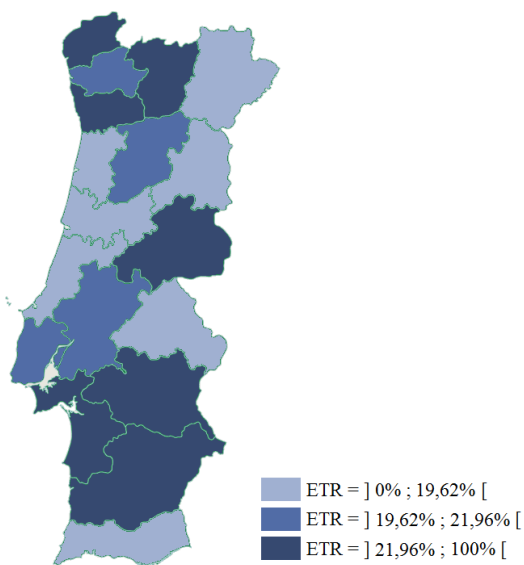 ETR = ] 0% ; 19,62% [
ETR = ] 19,62% ; 21,96% [
ETR = ] 21,96% ; 100% [